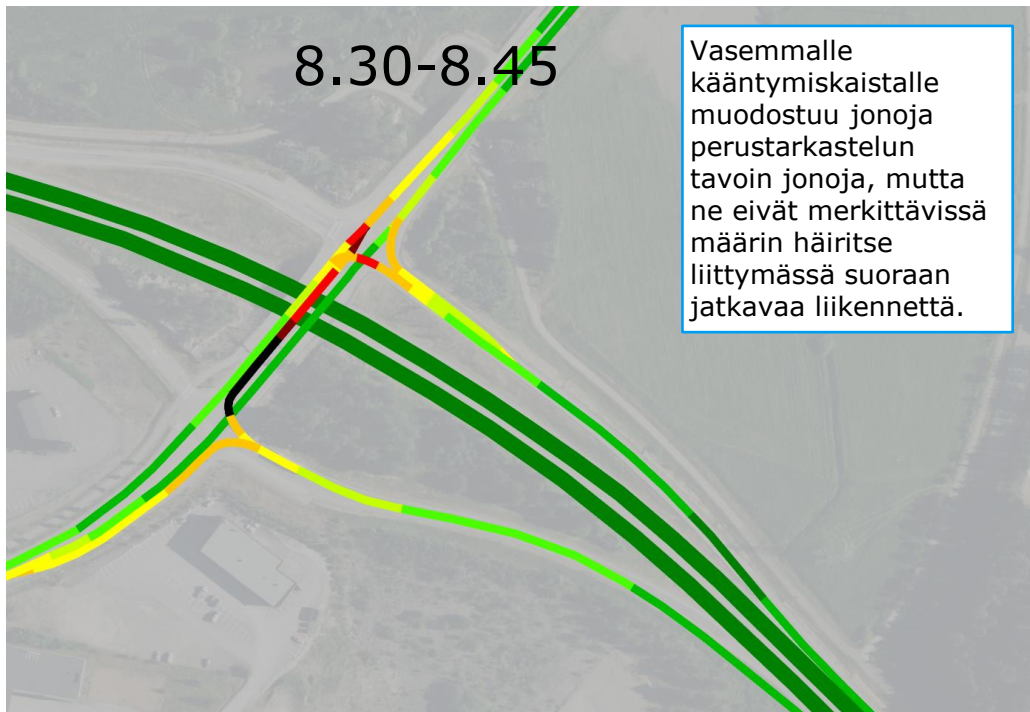 8.30-8.45
Vasemmalle
kääntymiskaistalle
muodostuu jonoja
perustarkastelun
tavoin jonoja, mutta
ne eivät merkittävissä
määrin häiritse
liittymässä suoraan
jatkavaa liikennettä.